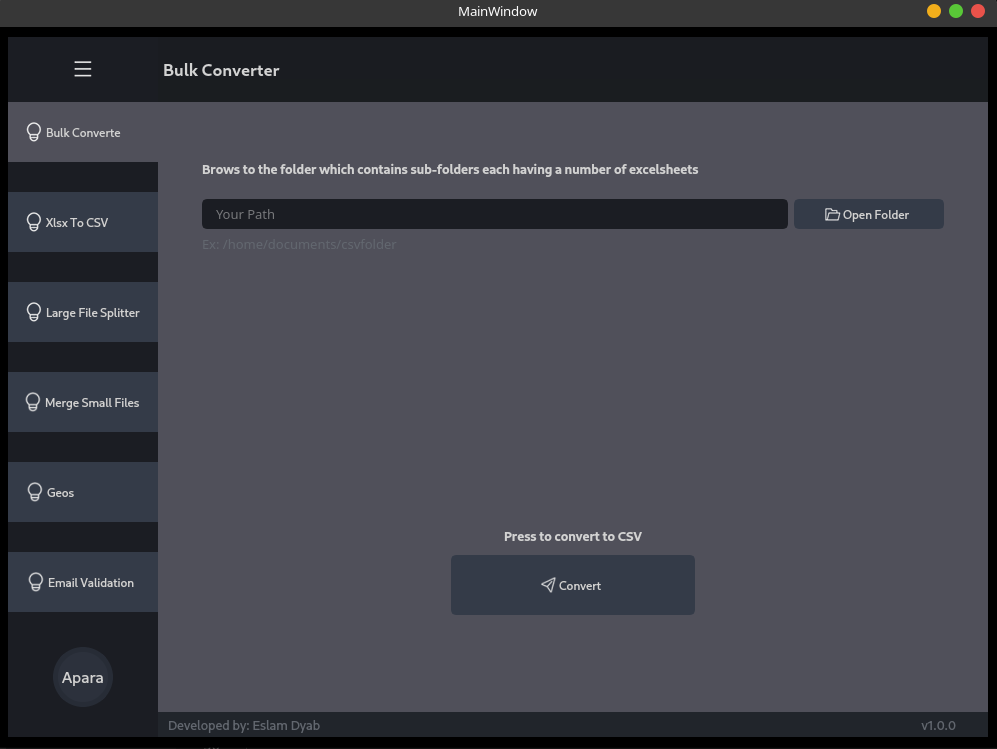 MainWindow
Bulk Converter
Bulk Converte
Brows to the folder which contains sub-folders each having a number of excelsheets
Xlsx To CSV
Your Path
Open Folder
Ex: /home/documents/csvfolder
Large File Splitter
Merge Small Files
Geos
Press to convert to CSV
Email Validation
Convert
Apara
Developed by: Eslam Dyab
v1.0.0